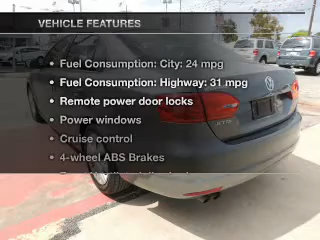 VEHICLE FEATURES
• Fuel Consumption: City: 24 mpg
• Fuel Consumption: Highway: 31 mpg
• Remote power door locks
• Power windows
• Cruise control
• 4-wheel ABS Brakes
JETTA